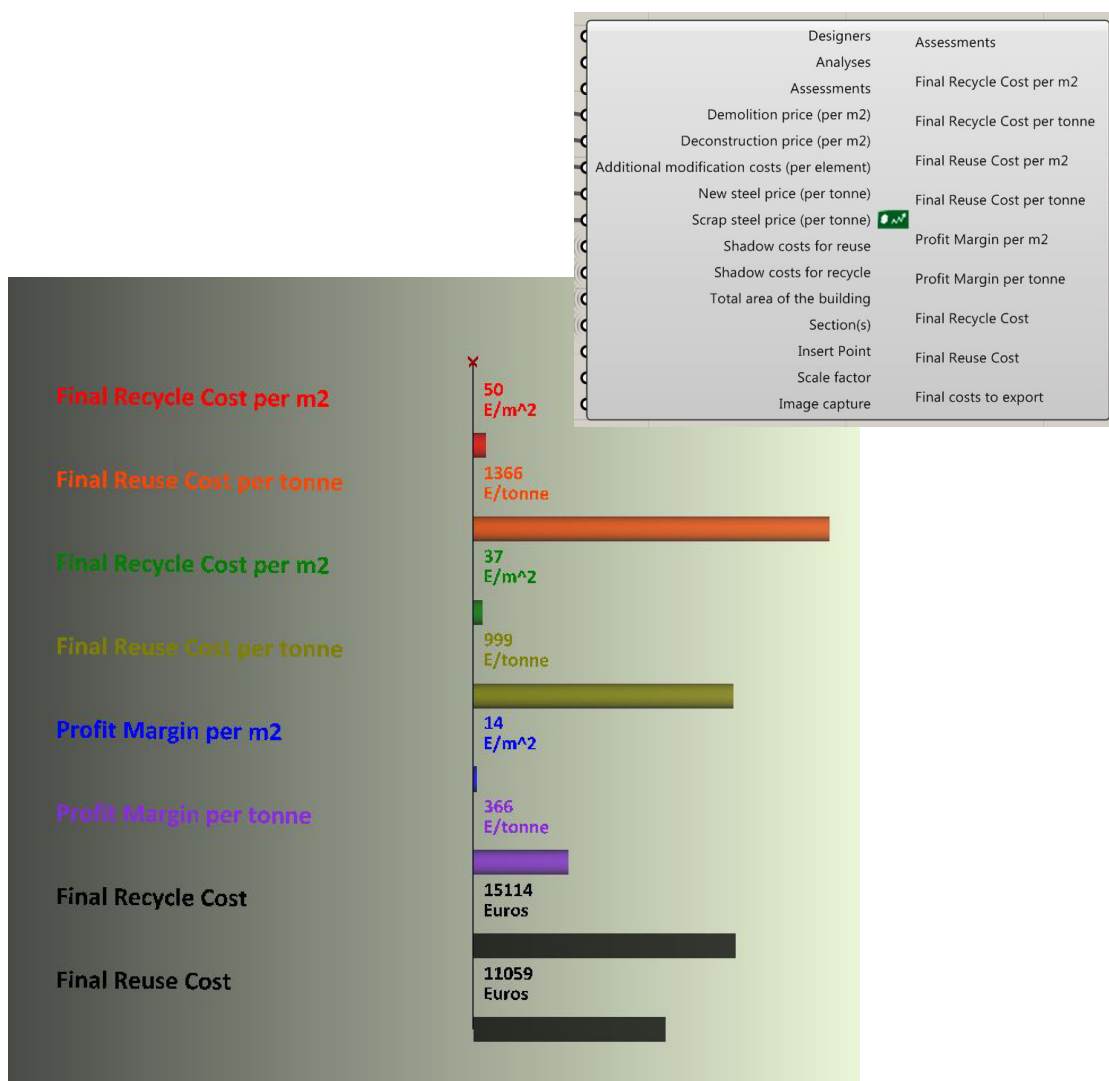 Designers
Analyses
Assessments
Demolition price (per m2)
Deconstruction price (per m2)
Additional modification costs (per element)
New steel price (per tonne)
Scrap steel price (per tonne)
Shadow costs for reuse
Shadow costs for recycle
Total area of the building
Section(s)
Insert Point
Scale factor
Image capture
Assessments
Final Recycle Cost per m2
Final Recycle Cost per tonne
Final Reuse Cost per m2
Final Reuse Cost per tonne
Profit Margin per m2
Profit Margin per tonne
Final Recycle Cost
Final Reuse Cost
Final costs to export
Final Recycle Cost per m2
50
E/m^2
Final Reuse Cost per tonne
1366
E/tonne
Final Recycle Cost per m2
37
E/m^2
Final Reuse Cost per tonne
999
E/tonne
Profit Margin per m2
14
E/m^2
Profit Margin per tonne
366
E/tonne
Final Recycle Cost
15114
Euros
Final Reuse Cost
11059
Euros